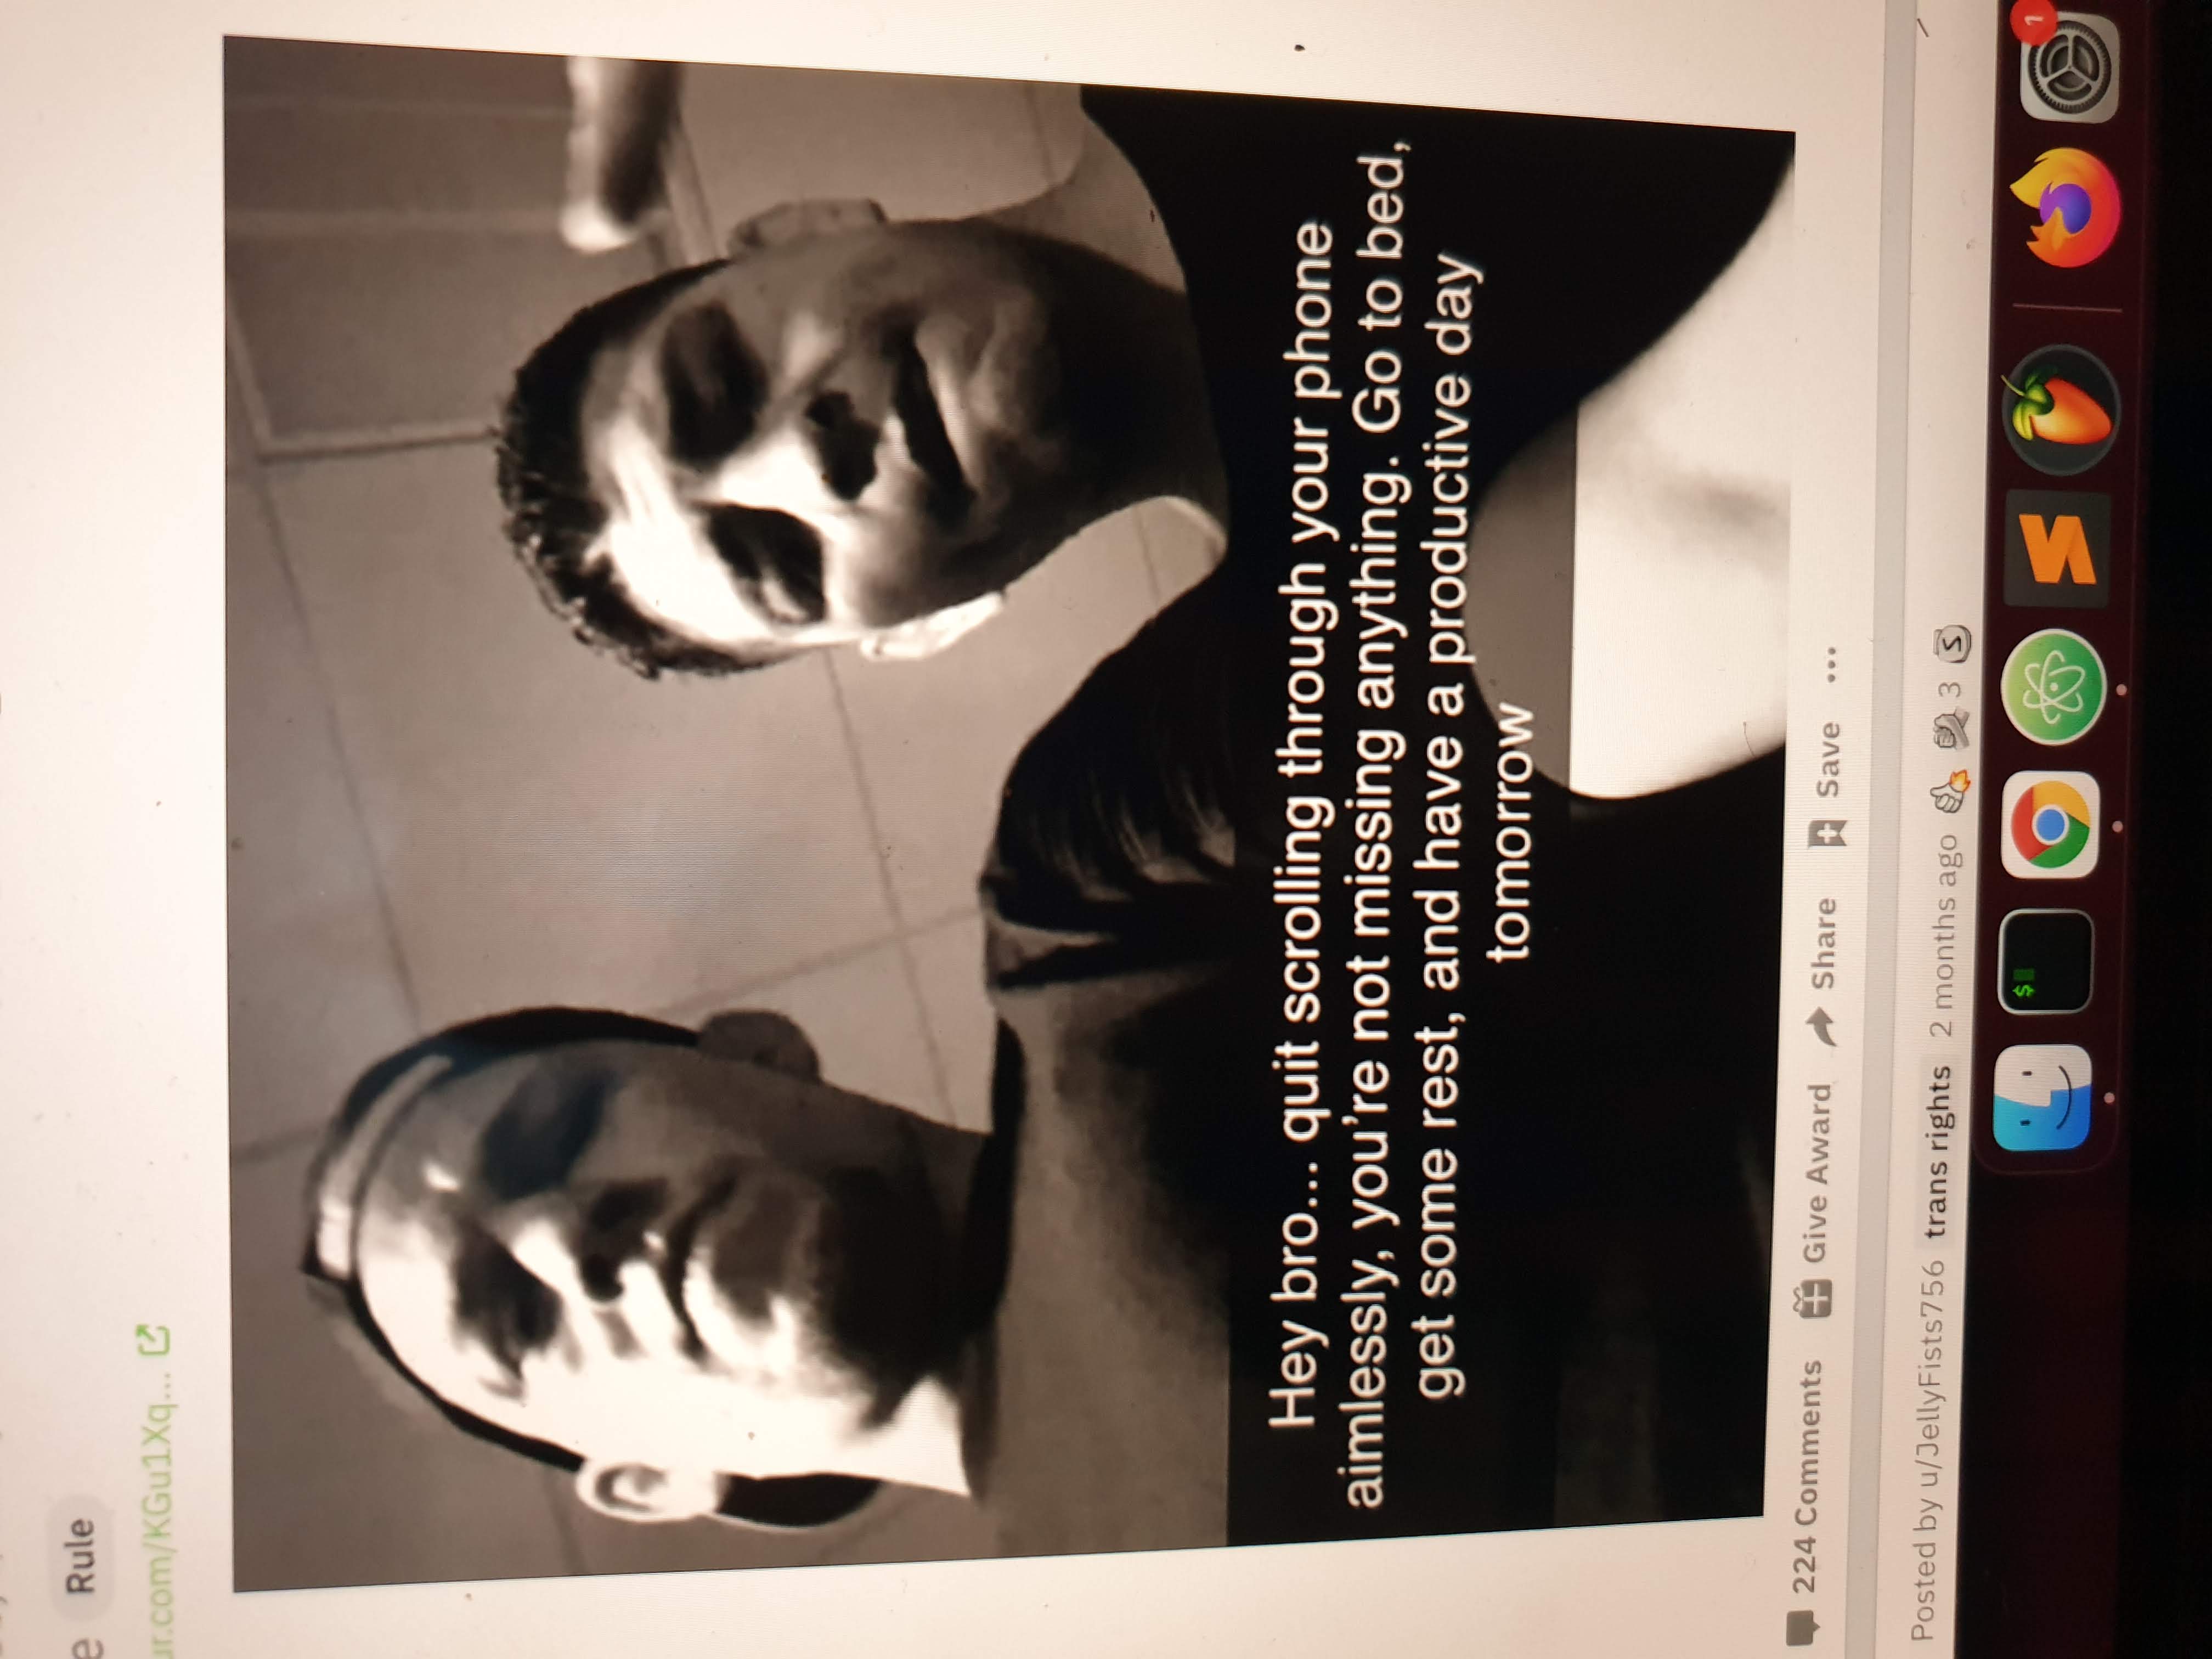 Rule
ur.com/KGu1Xq...
Hey bro... quit scrolling through your phone
aimlessly, you're not missing anything. Go to bed,
get some rest, and have a productive day
tomorrow
224 Comments Give Award Share Save ...
Posted by u/JellyFists756 trans rights 2 months ago 3 S
$
1